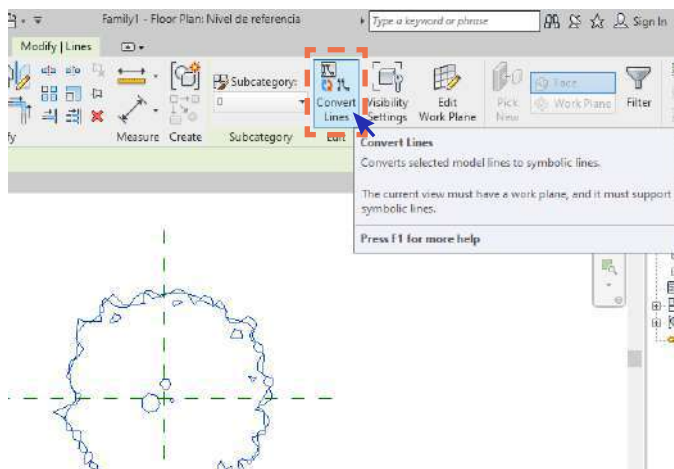 Family1 - Floor Plan: Nivel de referencia
Type a keyword or phrase
Sign In
Modify | Lines
Subcategory:
0
Convert Lines
Visibility Settings
Edit Work Plane
Pick New
Face
Work Plane
Filter
Measure
Create
Subcategory
Edit
Convert Lines
Converts selected model lines to symbolic lines.
The current view must have a work plane, and it must support
symbolic lines.
Press F1 for more help